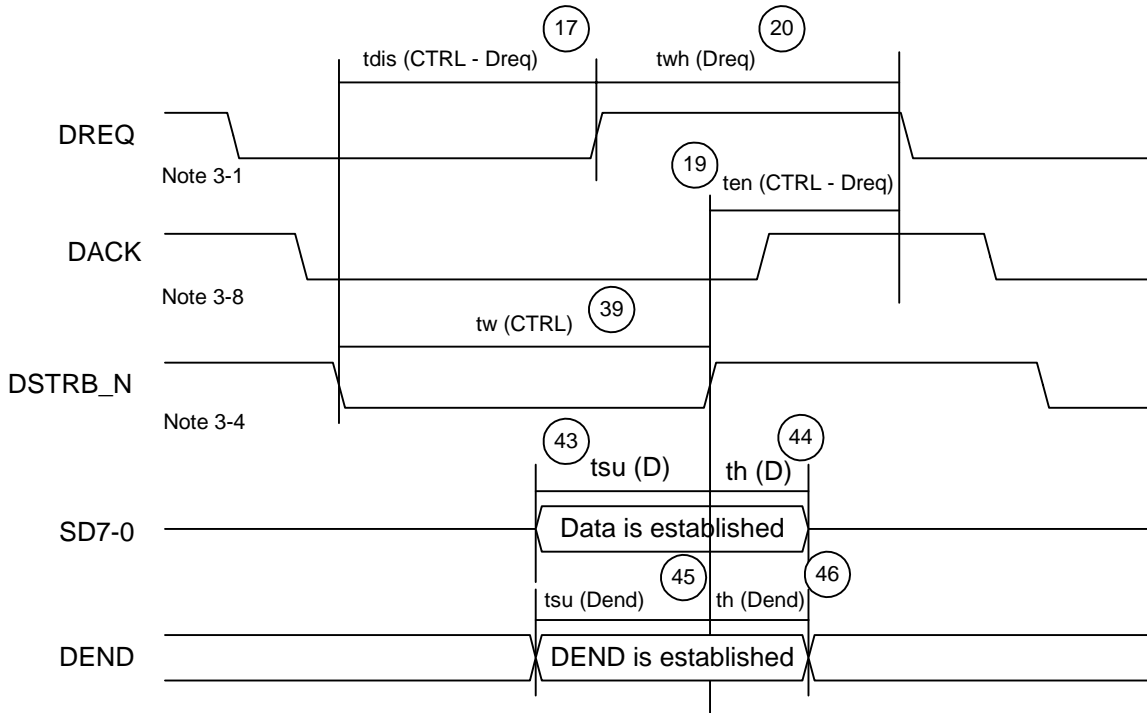 17
20
tdis (CTRL - Dreq)
twh (Dreq)
DREQ
Note 3-1
19
ten (CTRL - Dreq)
DACK
Note 3-8
tw (CTRL)
39
DSTRB_N
Note 3-4
43
44
tsu (D)
th (D)
SD7-0
Data is established
45
46
tsu (Dend)
th (Dend)
DEND
DEND is established